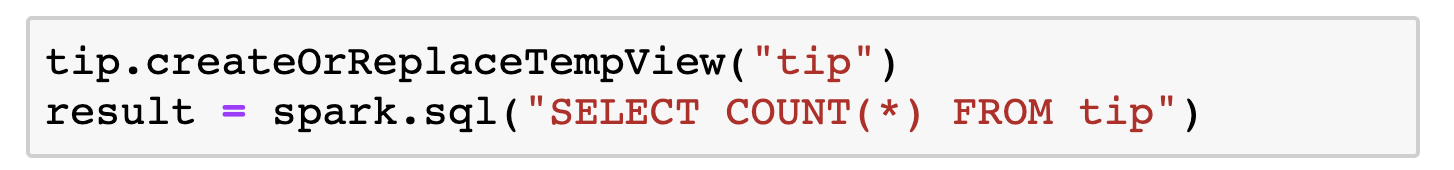 tip.createOrReplaceTempView("tip")
result = spark.sql("SELECT COUNT(*) FROM tip")